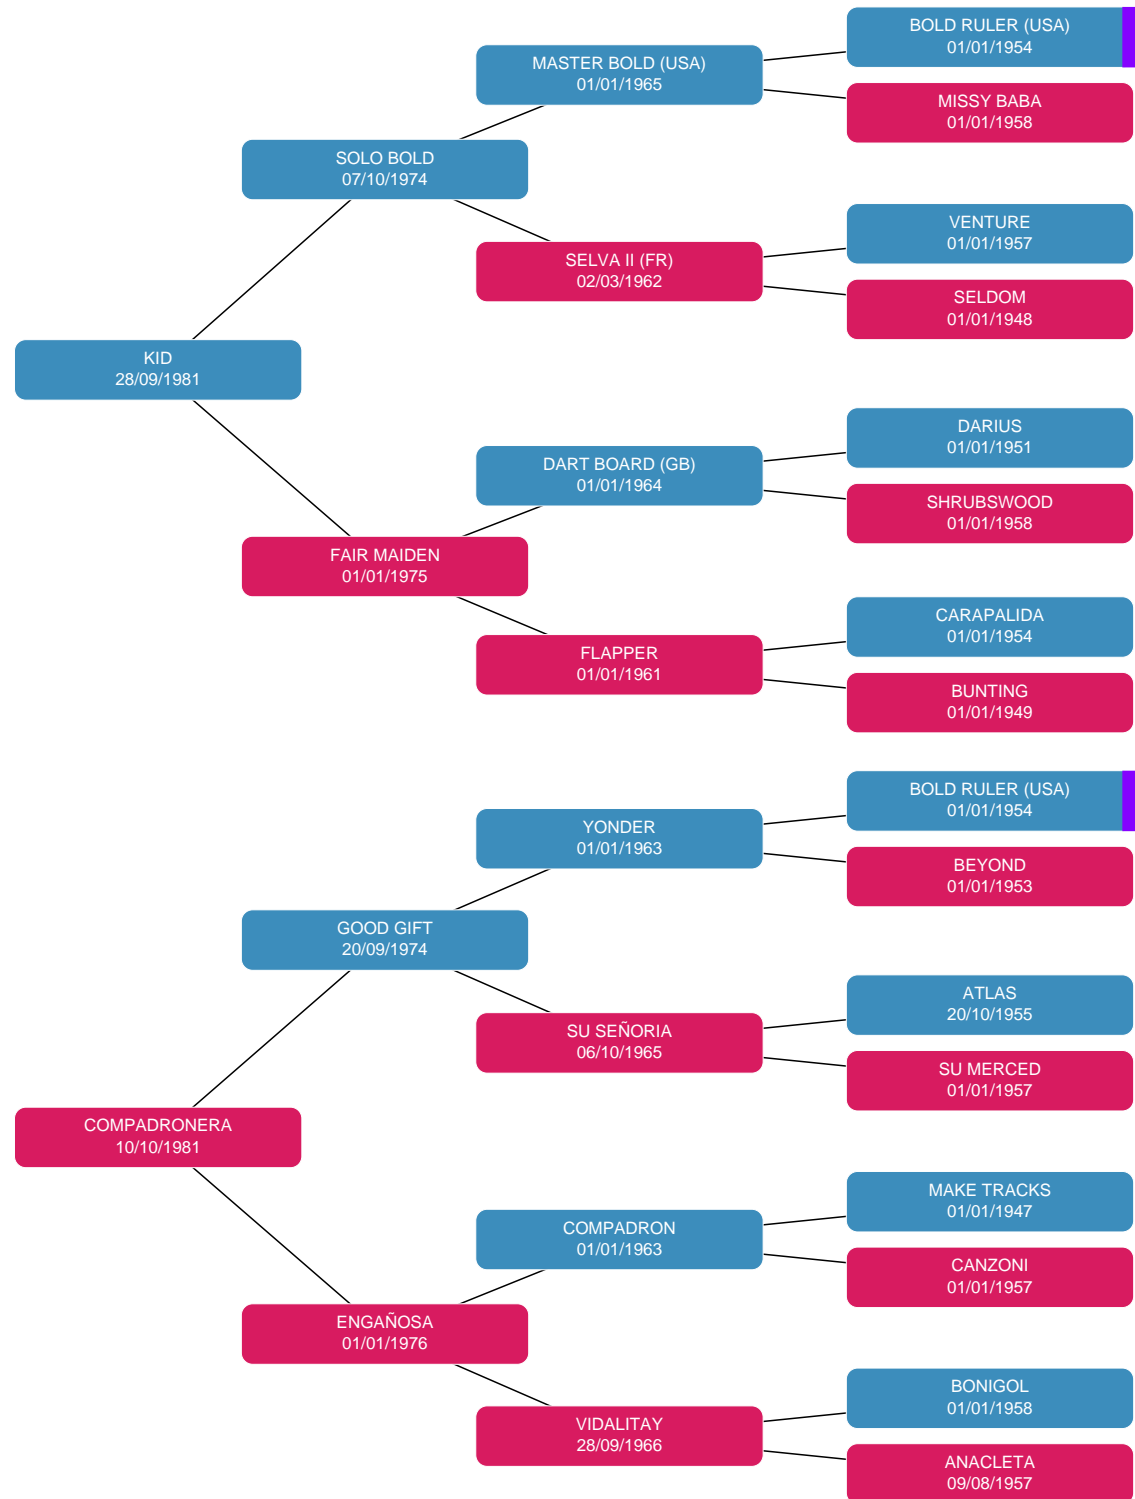 BOLD RULER (USA)
01/01/1954
MASTER BOLD (USA)
01/01/1965
MISSY BABA
01/01/1958
SOLO BOLD
07/10/1974
VENTURE
01/01/1957
SELVA II (FR)
02/03/1962
SELDOM
01/01/1948
KID
28/09/1981
DARIUS
01/01/1951
DART BOARD (GB)
01/01/1964
SHRUBSWOOD
01/01/1958
FAIR MAIDEN
01/01/1975
CARAPALIDA
01/01/1954
FLAPPER
01/01/1961
BUNTING
01/01/1949
BOLD RULER (USA)
01/01/1954
YONDER
01/01/1963
BEYOND
01/01/1953
GOOD GIFT
20/09/1974
ATLAS
20/10/1955
SU SEÑORIA
06/10/1965
SU MERCED
01/01/1957
COMPADRONERA
10/10/1981
MAKE TRACKS
01/01/1947
COMPADRON
01/01/1963
CANZONI
01/01/1957
ENGAÑOSA
01/01/1976
BONIGOL
01/01/1958
VIDALITAY
28/09/1966
ANACLETA
09/08/1957